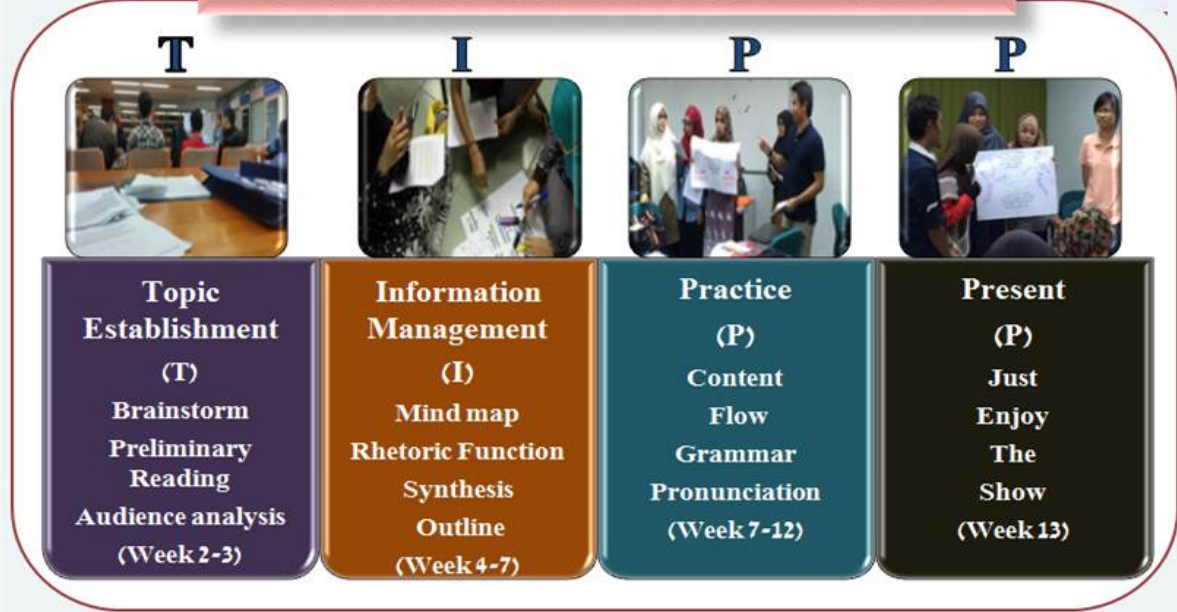 T I P P
Topic
Establishment
(T)
Brainstorm
Preliminary
Reading
Audience analysis
(Week 2-3)
Information
Management
(I)
Mind map
Rhetoric Function
Synthesis
Outline
(Week 4-7)
Practice
(P)
Content
Flow
Grammar
Pronunciation
(Week 7-12)
Present
(P)
Just
Enjoy
The
Show
(Week 13)